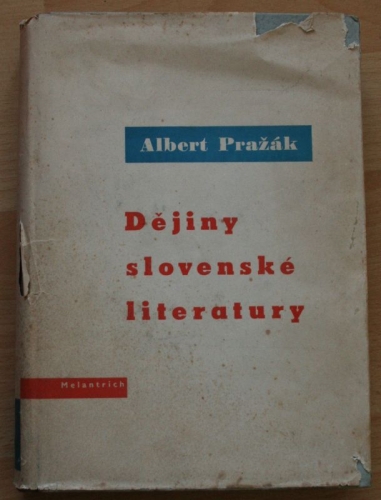 Albert Pražák
Dějiny
slovenské
literatury
Melantrich